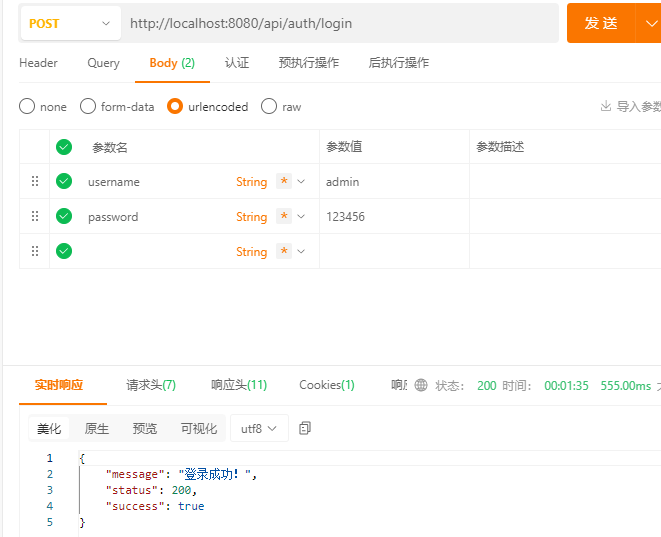 POST http://localhost:8080/api/auth/login 发 送
Header Query Body (2) 认证 预执行操作 后执行操作
none form-data urlencoded raw 导入参数
参数名 参数值 参数描述
username String * admin
password String * 123456
String *
实时响应 请求头(7) 响应头(11) Cookies(1) 响应 状态: 200 时间: 00:01:35 555.00ms
美化 原生 预览 可视化 utf8
1 {
2 "message": "登录成功! ",
3 "status": 200,
4 "success": true
5 }